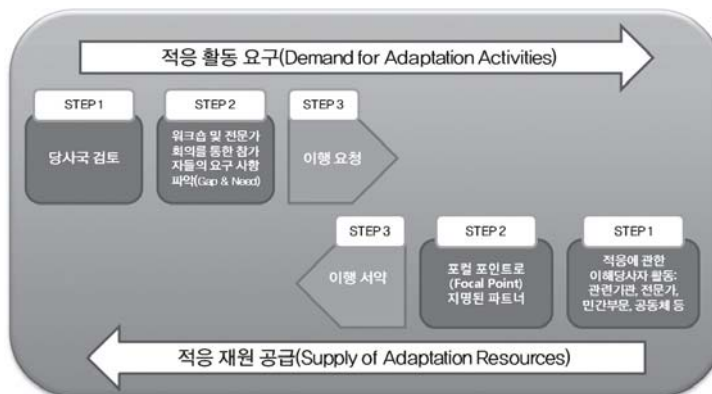 적응 활동 요구(Demand for Adaptation Activities)
STEP 1
당사국 검토
STEP 2
워크숍 및 전문가
회의를 통한 참가
자들의 요구 사항
파악(Gap & Need)
STEP 3
이행 요청
STEP 3
이행 서약
STEP 2
포컬 포인트로
(Focal Point)
지명된 파트너
STEP 1
적응에 관한
이해당사자 활동:
관련기관, 전문가,
민간부문, 공동체 등
적응 재원 공급(Supply of Adaptation Resources)